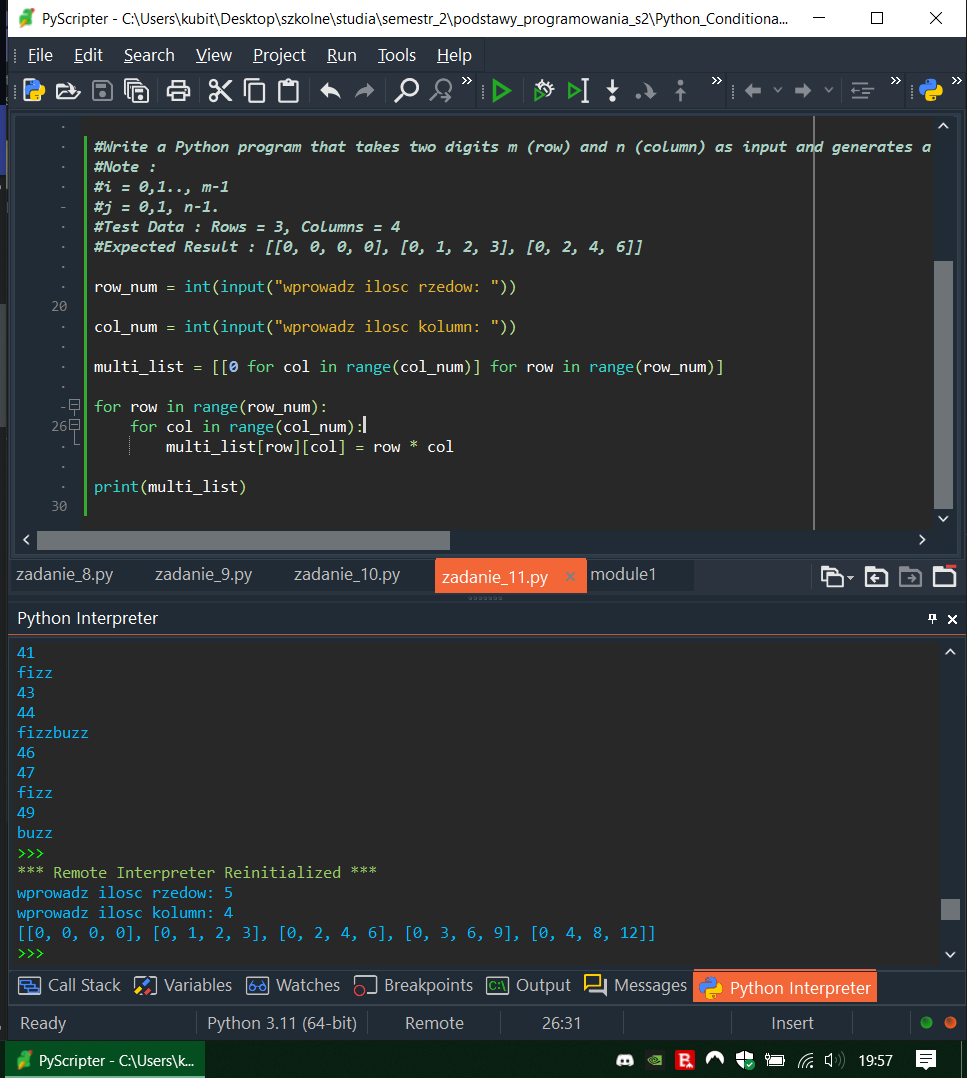 PyScripter - C:\Users\kubit\Desktop\szkolne\studia\semestr_2\podstawy_programowania_s2\Python_Conditiona...
File Edit Search View Project Run Tools Help
#Write a Python program that takes two digits m (row) and n (column) as input and generates a
#Note :
#i = 0,1.., m-1
#j = 0,1, n-1.
#Test Data : Rows = 3, Columns = 4
#Expected Result : [[0, 0, 0, 0], [0, 1, 2, 3], [0, 2, 4, 6]]
row_num = int(input("wprowadz ilosc rzedow: "))
20
col_num = int(input("wprowadz ilosc kolumn: "))
multi_list = [[0 for col in range(col_num)] for row in range(row_num)]
for row in range(row_num):
26 for col in range(col_num):
multi_list[row][col] = row * col
print(multi_list)
30
zadanie_8.py zadanie_9.py zadanie_10.py zadanie_11.py module1
Python Interpreter
41
fizz
43
44
fizzbuzz
46
47
fizz
49
buzz
>>>
*** Remote Interpreter Reinitialized ***
wprowadz ilosc rzedow: 5
wprowadz ilosc kolumn: 4
[[0, 0, 0, 0], [0, 1, 2, 3], [0, 2, 4, 6], [0, 3, 6, 9], [0, 4, 8, 12]]
>>>
Call Stack Variables Watches Breakpoints Output Messages Python Interpreter
Ready Python 3.11 (64-bit) Remote 26:31 Insert
PyScripter - C:\Users\k... 19:57